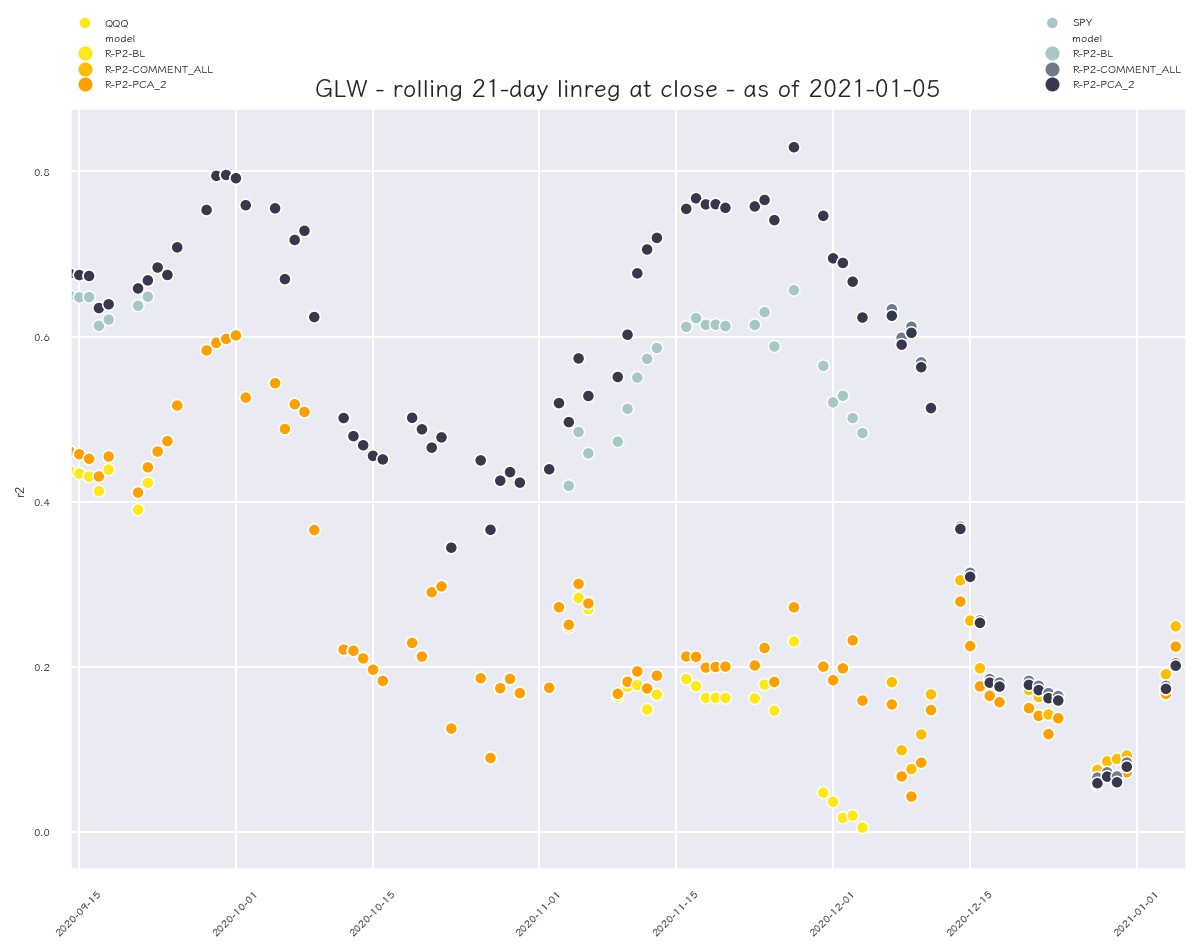 QQQ
model
R-P2-BL
R-P2-COMMENT_ALL
R-P2-PCA_2
SPY
model
R-P2-BL
R-P2-COMMENT_ALL
R-P2-PCA_2
GLW - rolling 21-day linreg at close - as of 2021-01-05
0.8
0.6
0.4
0.2
0.0
r2
2020-09-15
2020-10-01
2020-10-15
2020-11-01
2020-11-15
2020-12-01
2020-12-15
2021-01-01